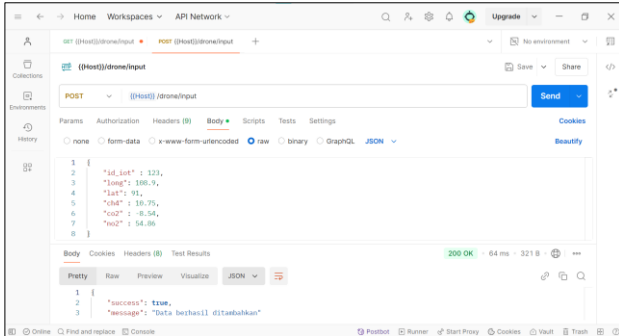 Home Workspaces API Network Upgrade
GET {{Host}}/drone/input POST {{Host}}/drone/input No environment
{{Host}}/drone/input Save Share
POST {{Host}} /drone/input Send
Params Authorization Headers (9) Body Scripts Tests Settings Cookies
none form-data x-www-form-urlencoded raw binary GraphQL JSON Beautify
Collections
Environments
History
1 {
2 "id_iot" : 123,
3 "long": 108.9,
4 "lat": 91,
5 "ch4" : 10.75,
6 "co2" : -8.54,
7 "no2" : 54.86
8 }
Body Cookies Headers (8) Test Results 200 OK 64 ms 321 B
Pretty Raw Preview Visualize JSON
1 {
2 "success": true,
3 "message": "Data berhasil ditambahkan"
Online Find and replace Console Postbot Runner Start Proxy Cookies Vault Trash